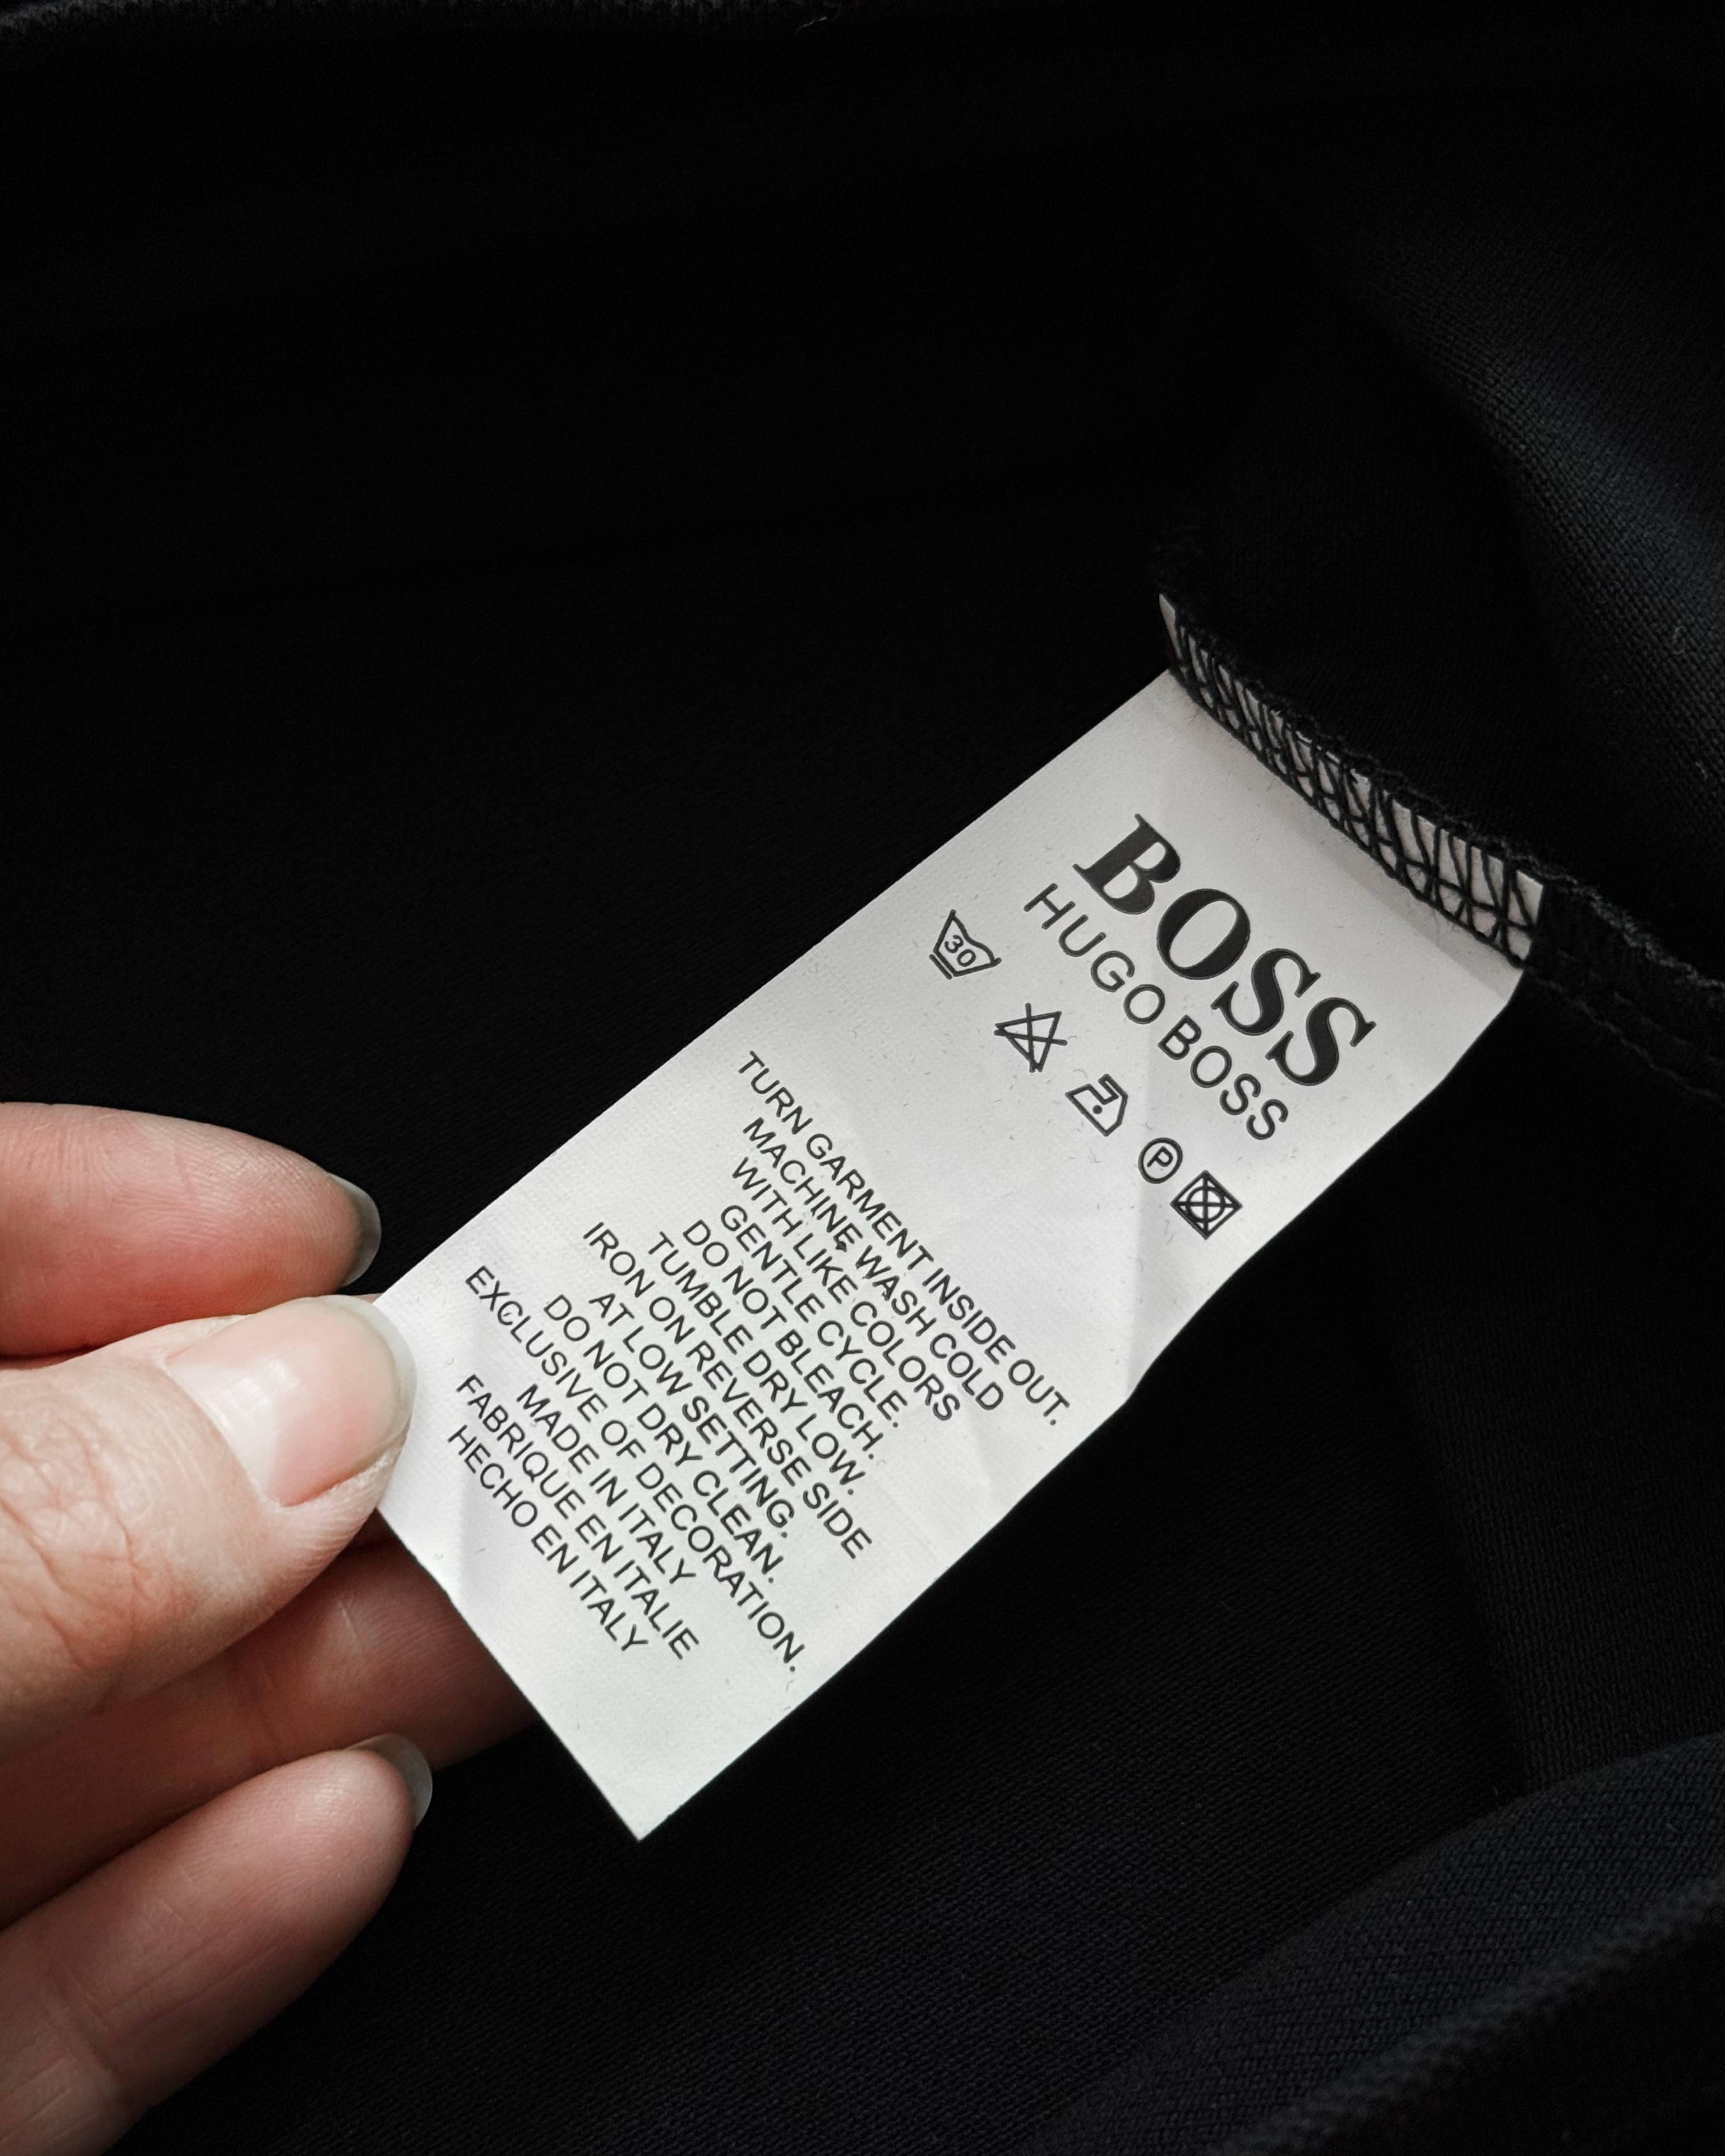 BOSS
HUGO BOSS
30
P
TURN GARMENT INSIDE OUT.
MACHINE WASH COLD
WITH LIKE COLORS
GENTLE CYCLE.
DO NOT BLEACH.
TUMBLE DRY LOW.
IRON ON REVERSE SIDE
AT LOW SETTING.
DO NOT DRY CLEAN.
EXCLUSIVE OF DECORATION.
MADE IN ITALY
FABRIQUE EN ITALIE
HECHO EN ITALY